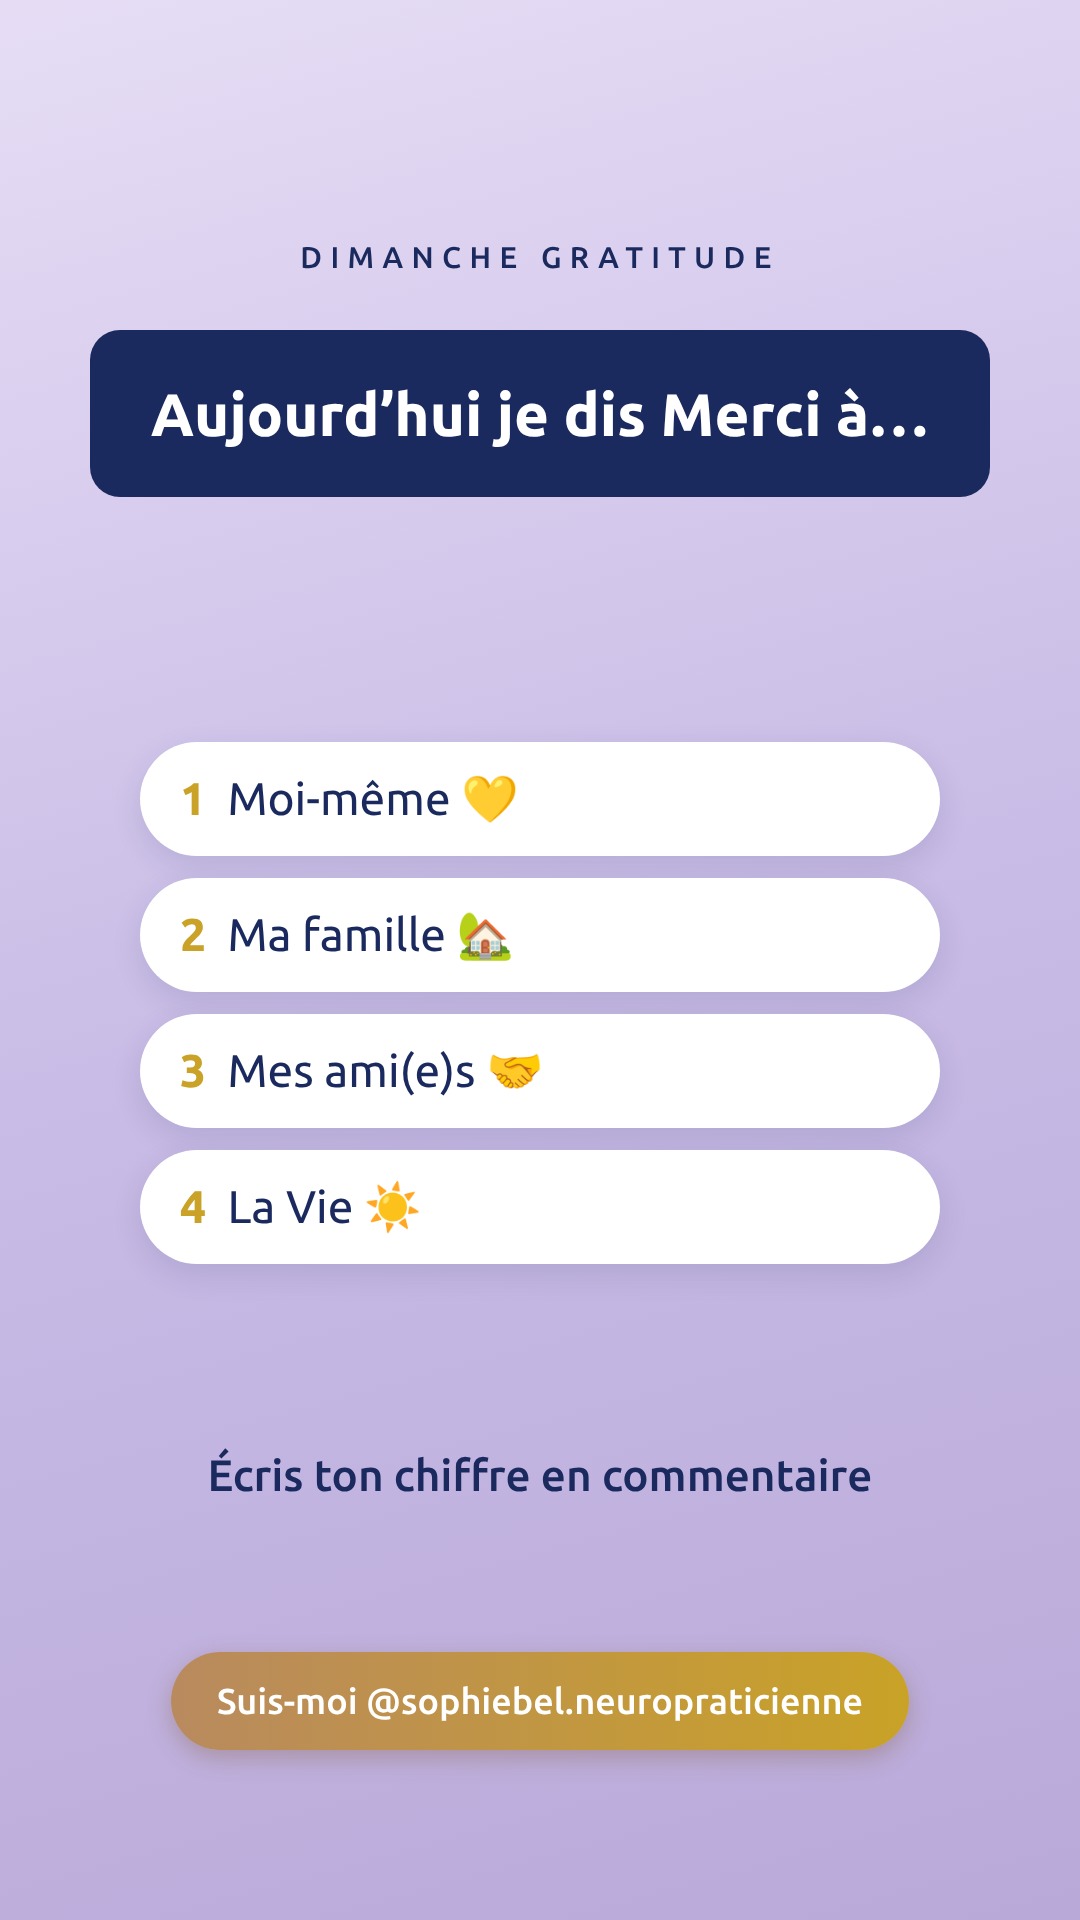 DIMANCHE GRATITUDE
Aujourd’hui je dis Merci à…
1 Moi-même 💛
2 Ma famille 🏡
3 Mes ami(e)s 🤝
4 La Vie ☀️
Écris ton chiffre en commentaire
Suis-moi @sophiebel.neuropraticienne